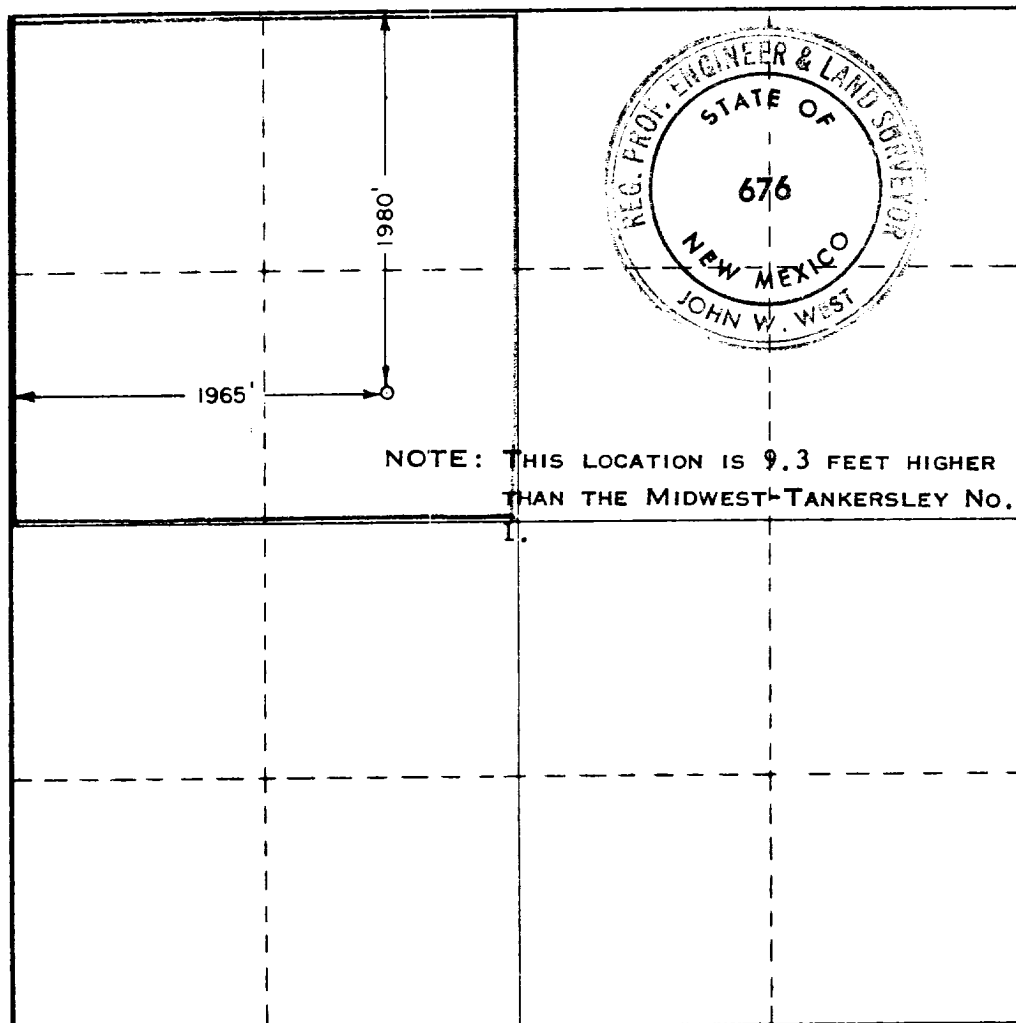 REG. PROF. ENGINEER & LAND SURVEYOR
STATE OF
676
NEW MEXICO
JOHN W. WEST
1980'
1965'
NOTE: THIS LOCATION IS 9.3 FEET HIGHER
THAN THE MIDWEST-TANKERSLEY NO.
1.